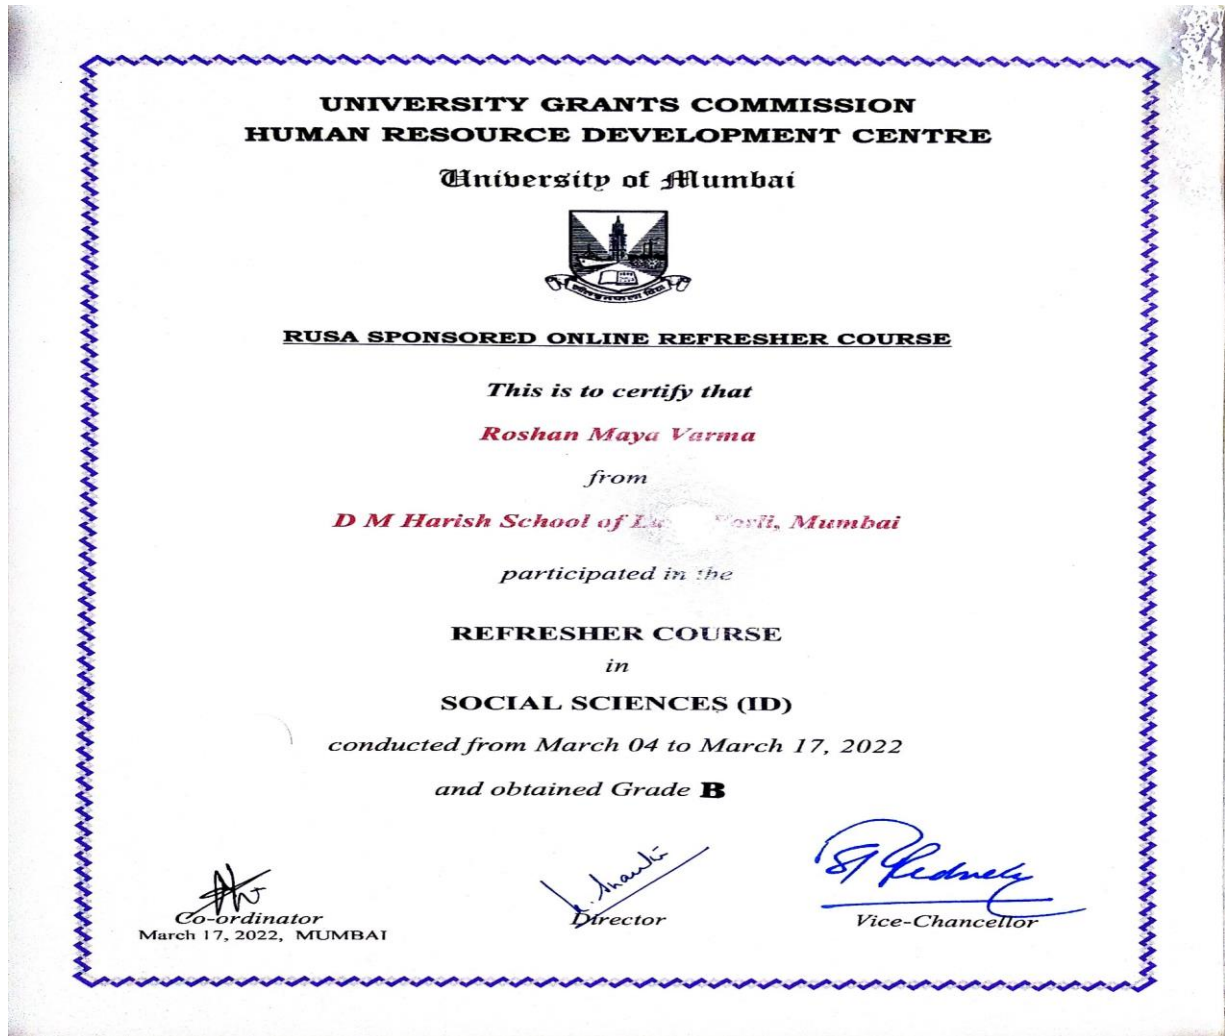 UNIVERSITY GRANTS COMMISSION
HUMAN RESOURCE DEVELOPMENT CENTRE
University of Mumbai
RUSA SPONSORED ONLINE REFRESHER COURSE
This is to certify that
Roshan Maya Varma
from
D M Harish School of Mumbai
participated in the
REFRESHER COURSE
in
SOCIAL SCIENCES (ID)
conducted from March 04 to March 17, 2022
and obtained Grade B
Co-ordinator Director Vice-Chancellor
March 17, 2022, MUMBAI